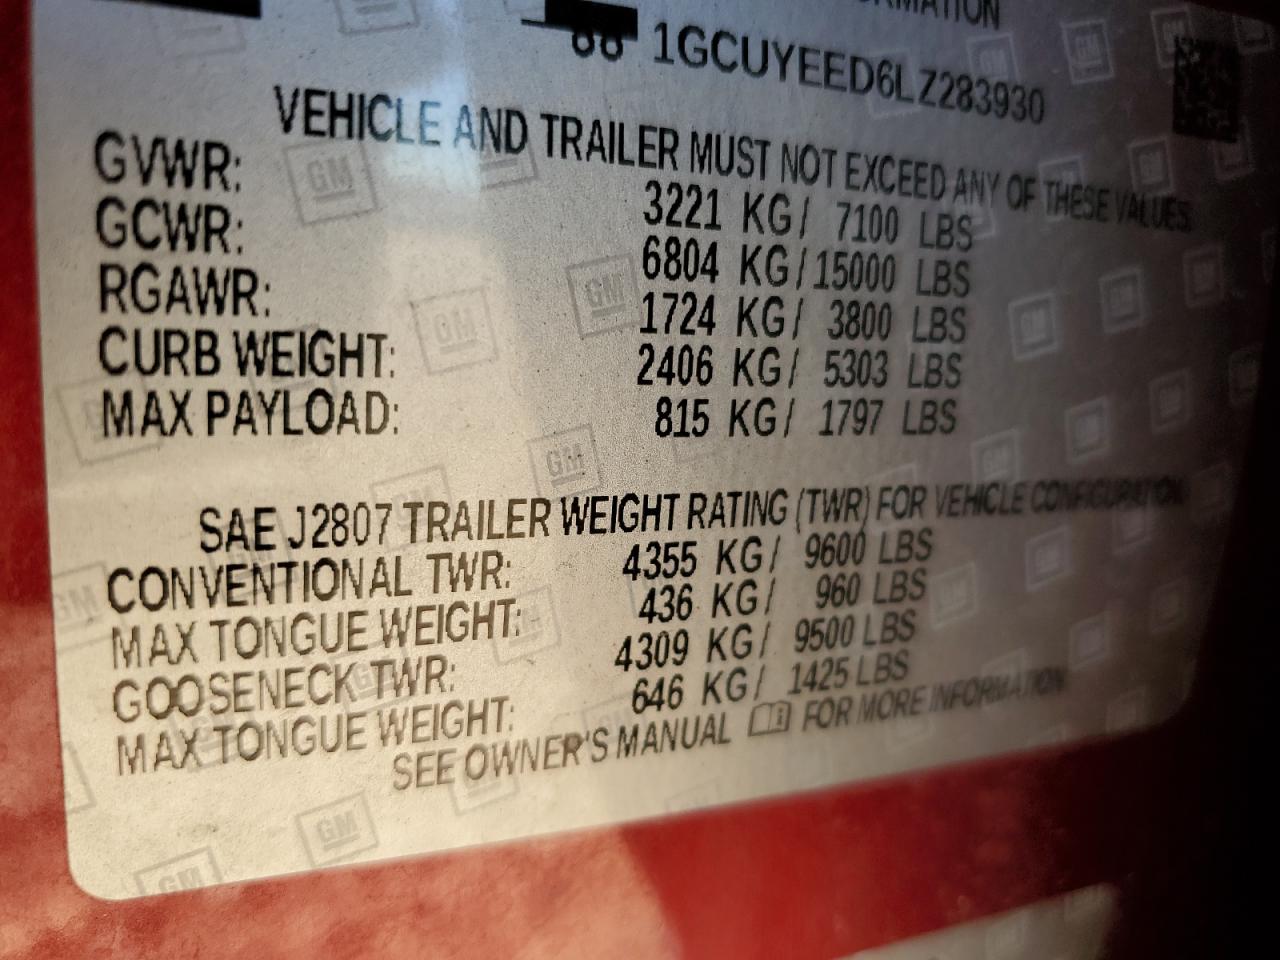 1GCUYEED6LZ283930
VEHICLE AND TRAILER MUST NOT EXCEED ANY OF THESE VALUES
GVWR: 3221 KG/ 7100 LBS
GCWR: 6804 KG/15000 LBS
RGAWR: 1724 KG/ 3800 LBS
CURB WEIGHT: 2406 KG/ 5303 LBS
MAX PAYLOAD: 815 KG/ 1797 LBS
SAE J2807 TRAILER WEIGHT RATING (TWR) FOR VEHICLE CONFIGURATION
CONVENTIONAL TWR: 4355 KG/ 9600 LBS
MAX TONGUE WEIGHT: 436 KG/ 960 LBS
GOOSENECK TWR: 4309 KG/ 9500 LBS
MAX TONGUE WEIGHT: 646 KG/ 1425 LBS
SEE OWNER'S MANUAL FOR MORE INFORMATION